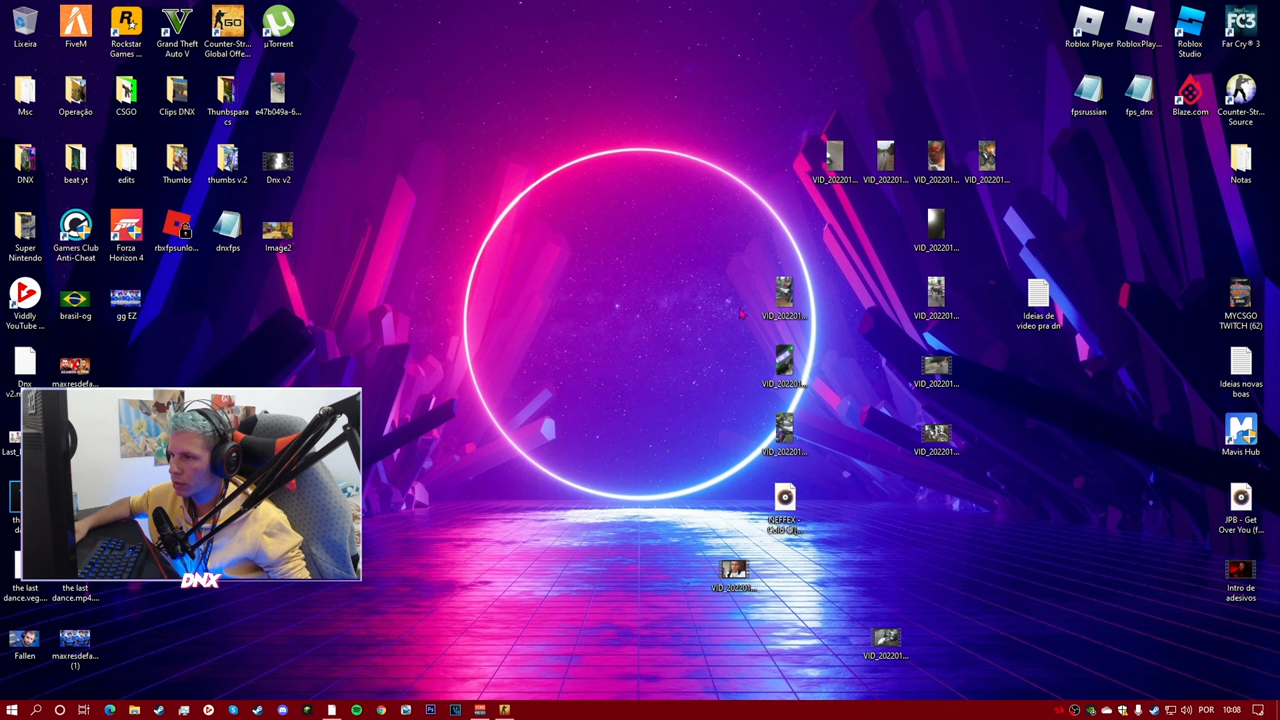 Lixeira
FiveM
Rockstar
Games ...
Grand Theft
Auto V
Counter-Str...
Global Offe...
µTorrent
Roblox Player
RobloxPlay...
Roblox
Studio
Far Cry® 3
Msc
Operação
CSGO
Clips DNX
Thunbspara
cs
e47b049a-6...
fpsrussian
fps_dnx
Blaze.com
Counter-Str...
Source
DNX
beat yt
edits
Thumbs
thumbs v.2
Dnx v2
VID_202201...
VID_202201...
VID_202201...
VID_202201...
Notas
Super
Nintendo
Gamers Club
Anti-Cheat
Forza
Horizon 4
rbxfpsunlo...
dnxfps
Image2
VID_202201...
Viddly
YouTube ...
brasil-og
gg EZ
VID_202201...
VID_202201...
Ideias de
video pra dn
MYCSGO
TWITCH (62)
Dnx
v2.m
maxresdefa...
VID_202201...
VID_202201...
Ideias novas
boas
VID_202201...
VID_202201...
Mavis Hub
NEFFEX -
JPB - Get
Over You (f...
DNX
the last
dance.veg....
the last
dance.mp4....
VID_202201...
Intro de
adesivos
Fallen
maxresdefa...
(1)
VID_202201...
POR
10:08